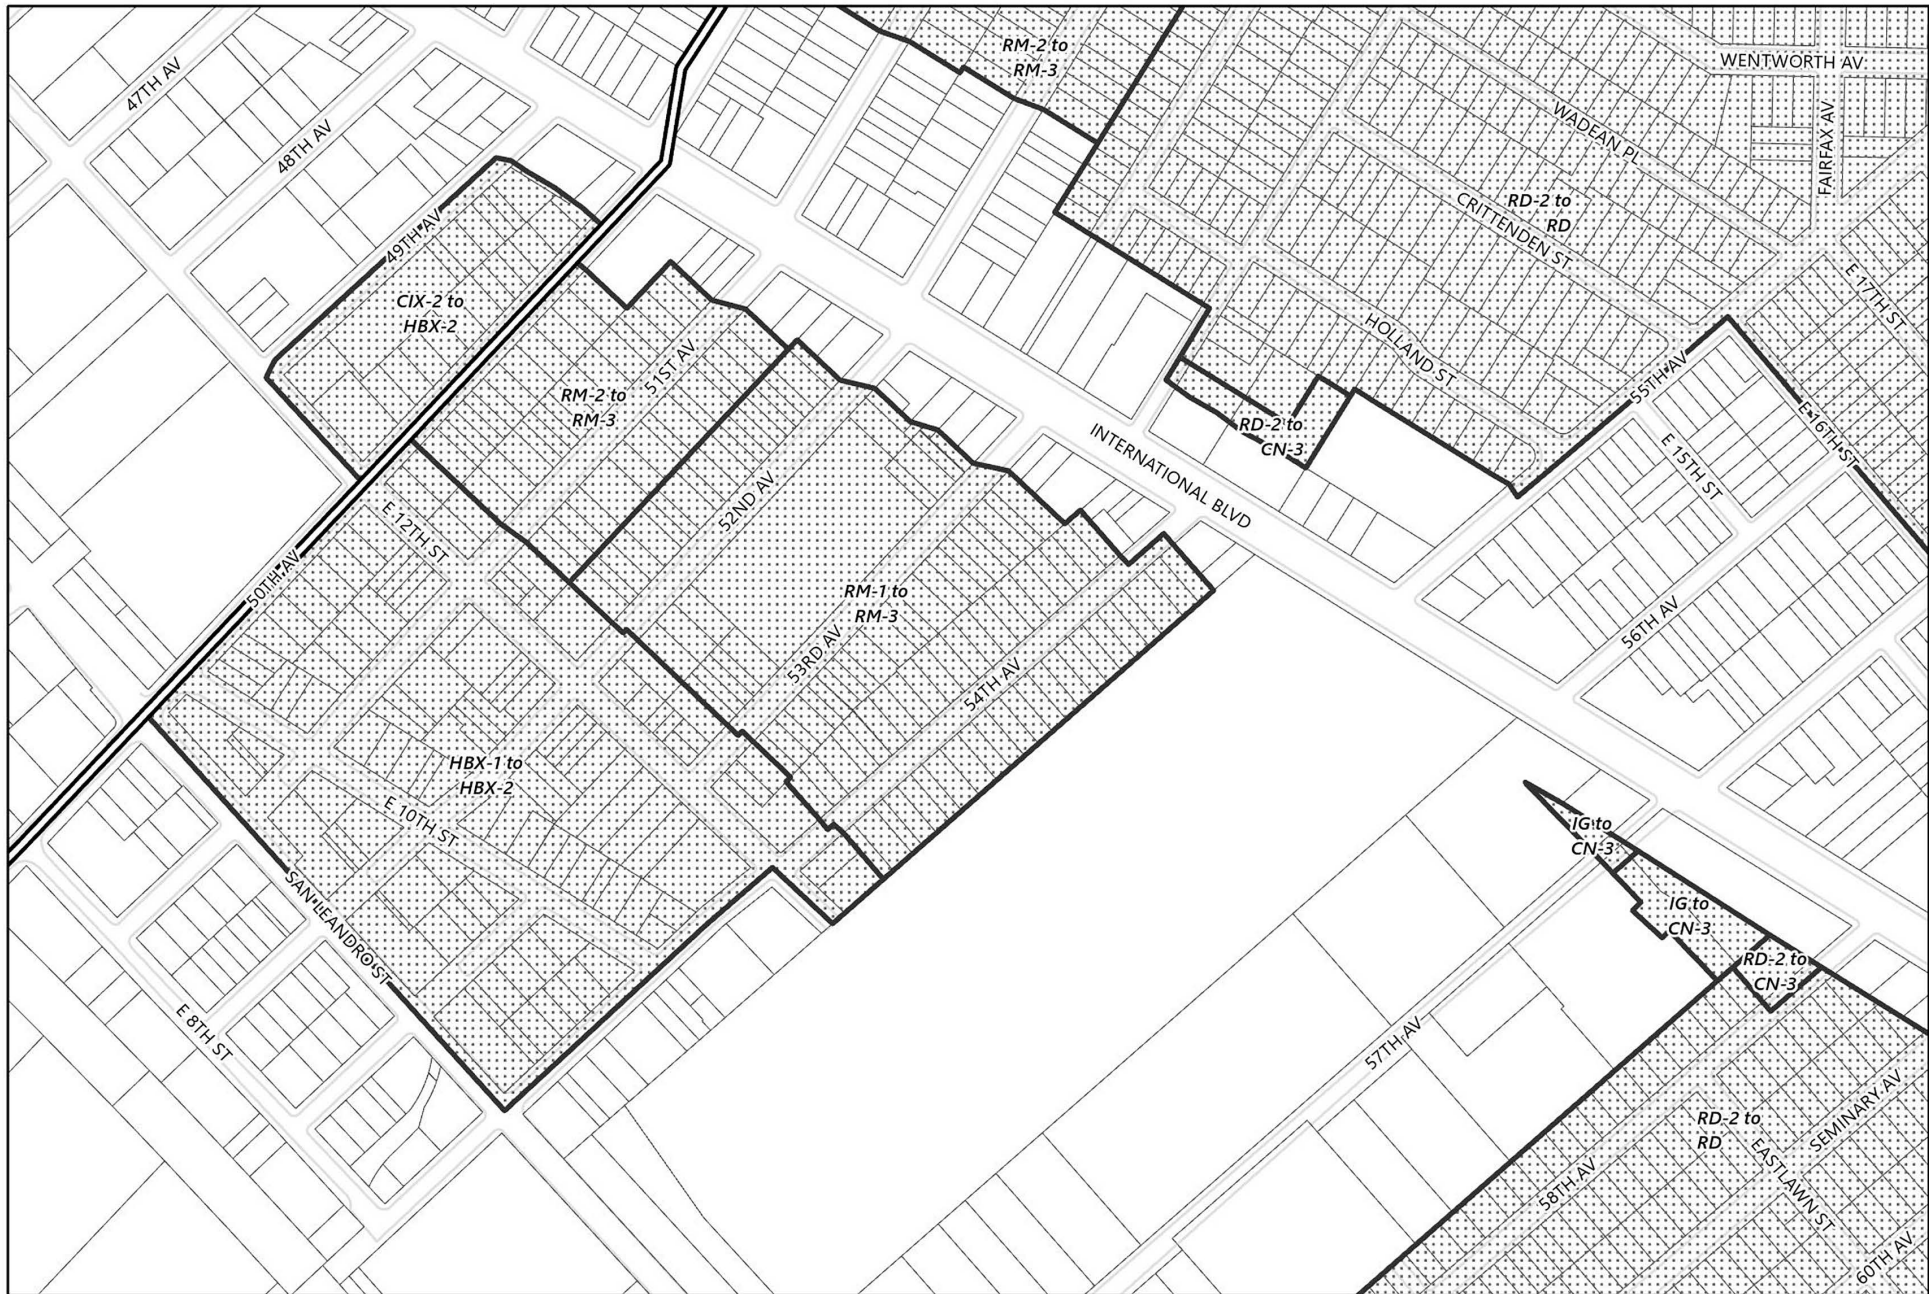 RM-2 to
RM-3
WENTWORTH AV
47TH AV
WADEAN PL
FAIRFAX AV
48TH AV
RD-2 to
RD
CRITTENDEN ST
49TH AV
E 17TH ST
CIX-2 to
HBX-2
HOLLAND ST
51ST AV
RM-2 to
RM-3
55TH AV
E 16TH ST
RD-2 to
CN-3
INTERNATIONAL BLVD
E 15TH ST
52ND AV
E 12TH ST
50TH AV
RM-1 to
RM-3
56TH AV
53RD AV
54TH AV
HBX-1 to
HBX-2
E 10TH ST
IG to
CN-3
IG to
CN-3
SAN LEANDRO ST
RD-2 to
CN-3
E 8TH ST
57TH AV
RD-2 to
RD
SEMINARY AV
58TH AV
EASTLAWN ST
60TH AV